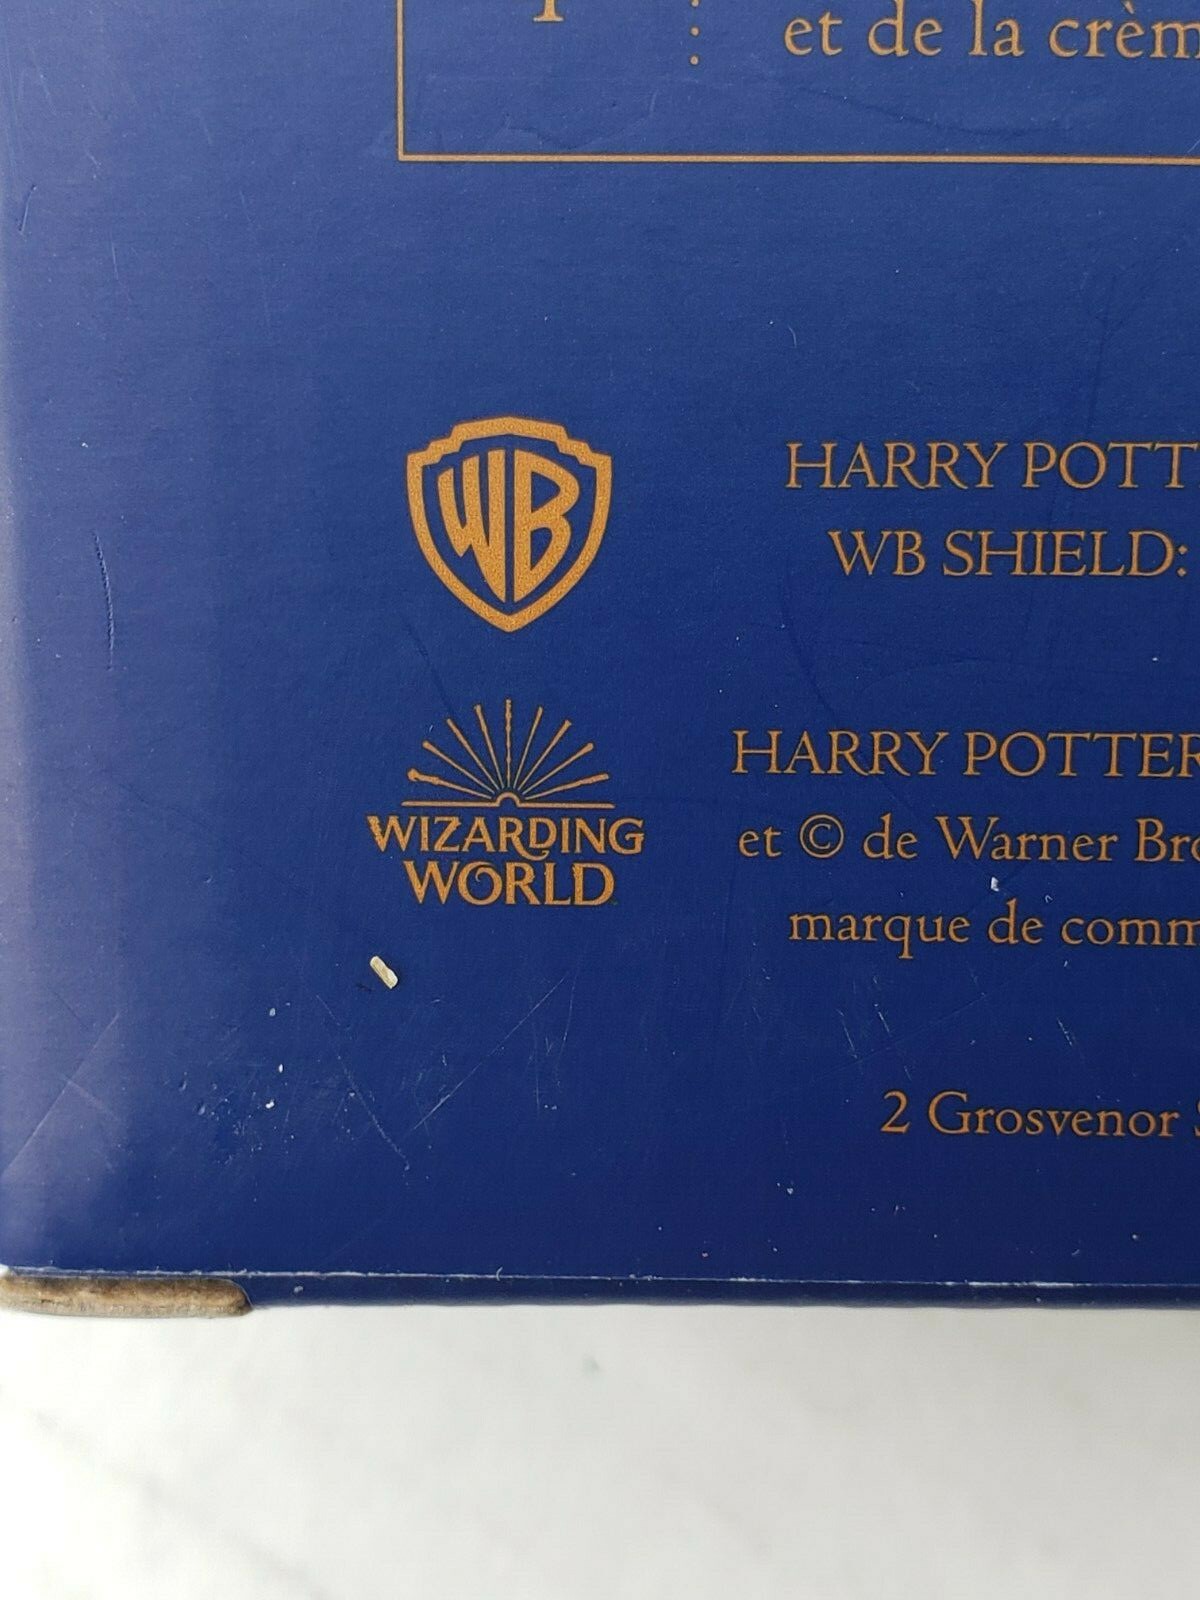 et de la crèm
WB
HARRY POTT
WB SHIELD:
WIZARDING
WORLD
HARRY POTTER
et © de Warner Bro
marque de comm
2 Grosvenor S